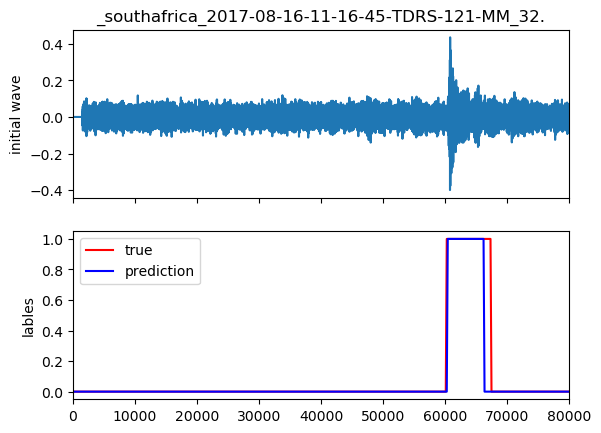 _southafrica_2017-08-16-11-16-45-TDRS-121-MM_32.
initial wave
0.4
0.2
0.0
−0.2
−0.4
lables
1.0
0.8
0.6
0.4
0.2
0.0
true
prediction
0 10000 20000 30000 40000 50000 60000 70000 80000